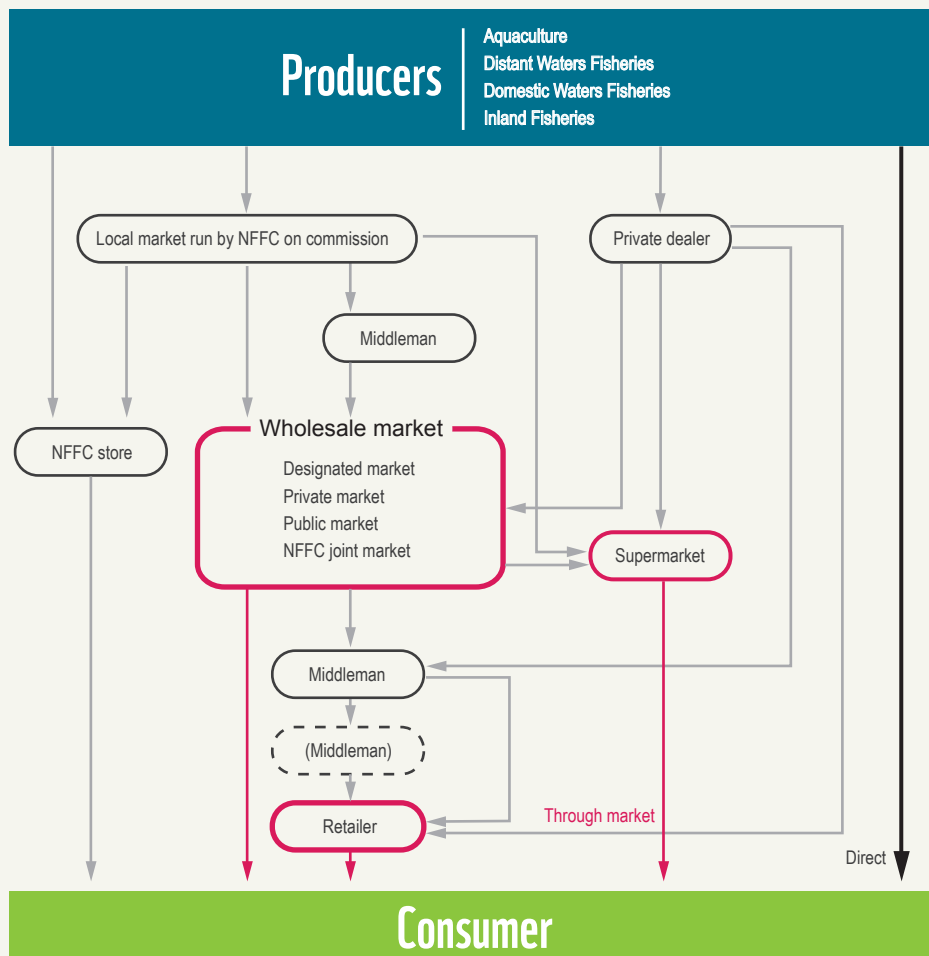 Producers
Aquaculture
Distant Waters Fisheries
Domestic Waters Fisheries
Inland Fisheries
Local market run by NFFC on commission
Private dealer
Middleman
Wholesale market
NFFC store
Designated market
Private market
Public market
NFFC joint market
Supermarket
Middleman
(Middleman)
Through market
Retailer
Direct
Consumer